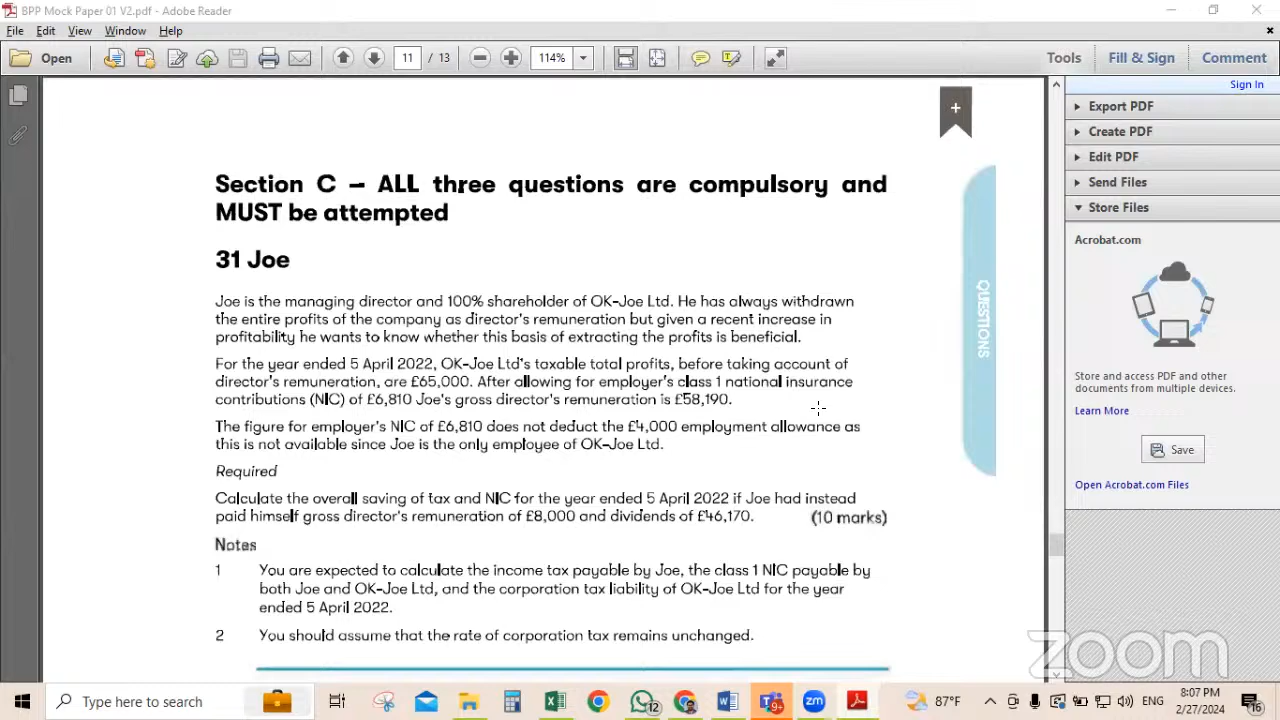 BPP Mock Paper 01 V2.pdf - Adobe Reader
File Edit View Window Help
Open 11 / 13 114% Tools Fill & Sign Comment
Sign In
Export PDF
Create PDF
Edit PDF
Send Files
Store Files
Acrobat.com
Store and access PDF and other
documents from multiple devices.
Learn More
Save
Open Acrobat.com Files
Section C – ALL three questions are compulsory and
MUST be attempted
31 Joe
Joe is the managing director and 100% shareholder of OK-Joe Ltd. He has always withdrawn
the entire profits of the company as director's remuneration but given a recent increase in
profitability he wants to know whether this basis of extracting the profits is beneficial.
For the year ended 5 April 2022, OK-Joe Ltd's taxable total profits, before taking account of
director's remuneration, are £65,000. After allowing for employer's class 1 national insurance
contributions (NIC) of £6,810 Joe's gross director's remuneration is £58,190.
The figure for employer's NIC of £6,810 does not deduct the £4,000 employment allowance as
this is not available since Joe is the only employee of OK-Joe Ltd.
Required
Calculate the overall saving of tax and NIC for the year ended 5 April 2022 if Joe had instead
paid himself gross director's remuneration of £8,000 and dividends of £46,170. (10 marks)
Notes
1 You are expected to calculate the income tax payable by Joe, the class 1 NIC payable by
both Joe and OK-Joe Ltd, and the corporation tax liability of OK-Joe Ltd for the year
ended 5 April 2022.
2 You should assume that the rate of corporation tax remains unchanged.
QUESTIONS
zoom
Type here to search
12
9+
87°F
ENG
8:07 PM
2/27/2024
16